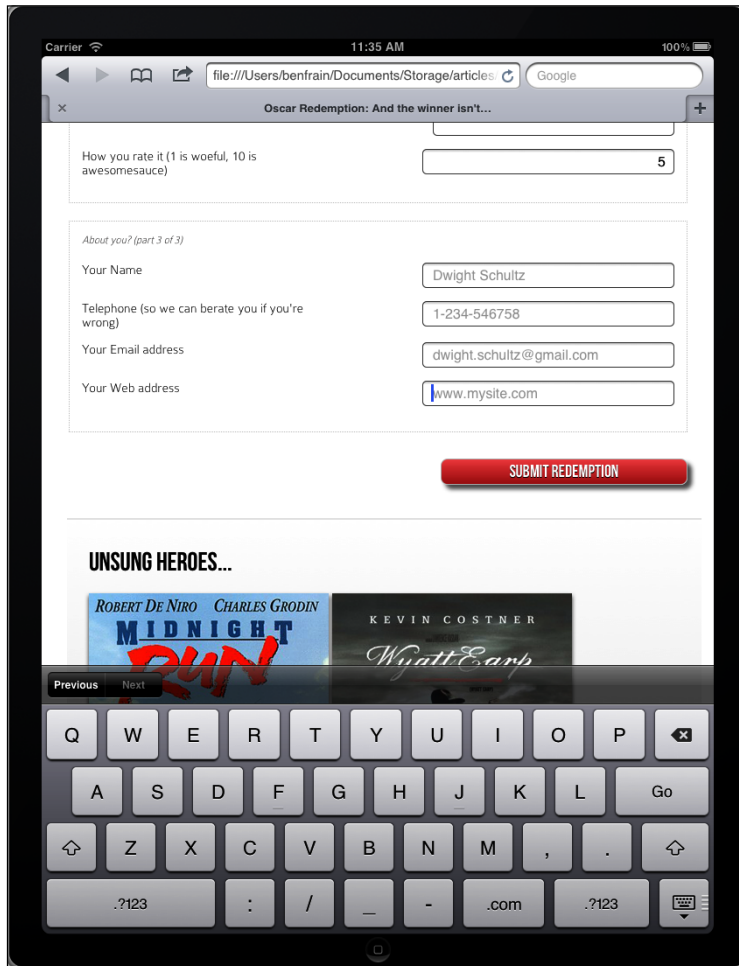 Carrier 11:35 AM 100%
file:///Users/benfrain/Documents/Storage/articles Google
Oscar Redemption: And the winner isn't...
How you rate it (1 is woeful, 10 is
awesomesauce)
5
About you? (part 3 of 3)
Your Name
Dwight Schultz
Telephone (so we can berate you if you're
wrong)
1-234-546758
Your Email address
dwight.schultz@gmail.com
Your Web address
www.mysite.com
SUBMIT REDEMPTION
UNSUNG HEROES...
ROBERT DE NIRO CHARLES GRODIN
MIDNIGHT
RUN
KEVIN COSTNER
Wyatt Earp
Previous Next
Q W E R T Y U I O P
A S D F G H J K L Go
Z X C V B N M , .
.?123 : / _ - .com .?123